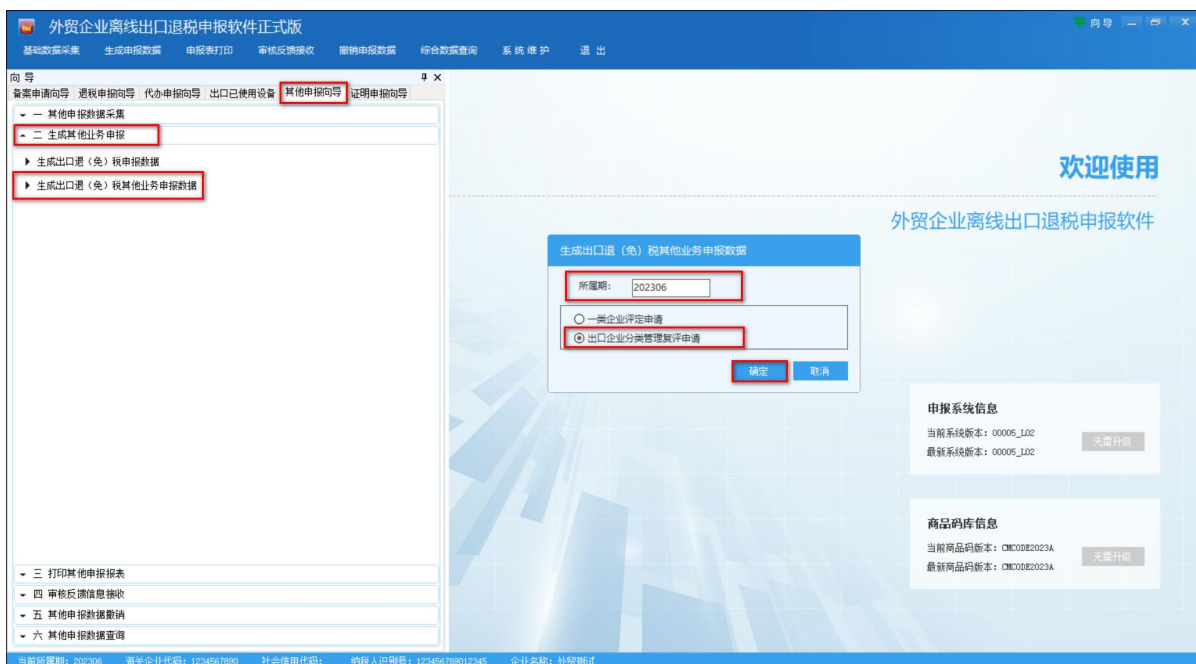 外贸企业离线出口退税申报软件正式版
向导
基础数据采集 生成申报数据 申报表打印 审核反馈接收 撤销申报数据 综合数据查询 系统维护 退出
向导
备案申请向导 退税申报向导 代办申报向导 出口已使用设备 其他申报向导 证明申报向导
一 其他申报数据采集
二 生成其他业务申报
生成出口退（免）税申报数据
生成出口退（免）税其他业务申报数据
欢迎使用
外贸企业离线出口退税申报软件
生成出口退（免）税其他业务申报数据
所属期： 202306
一类企业评定申请
出口企业分类管理复评申请
确定 取消
申报系统信息
当前系统版本：00005_L02
最新系统版本：00005_L02
无需升级
商品码库信息
当前商品码版本：CMCODE2023A
最新商品码版本：CMCODE2023A
无需升级
三 打印其他申报报表
四 审核反馈信息接收
五 其他申报数据撤销
六 其他申报数据查询
当前所属期：202306 海关企业代码：1234567890 社会信用代码： 纳税人识别号：123456789012345 企业名称：外贸测试